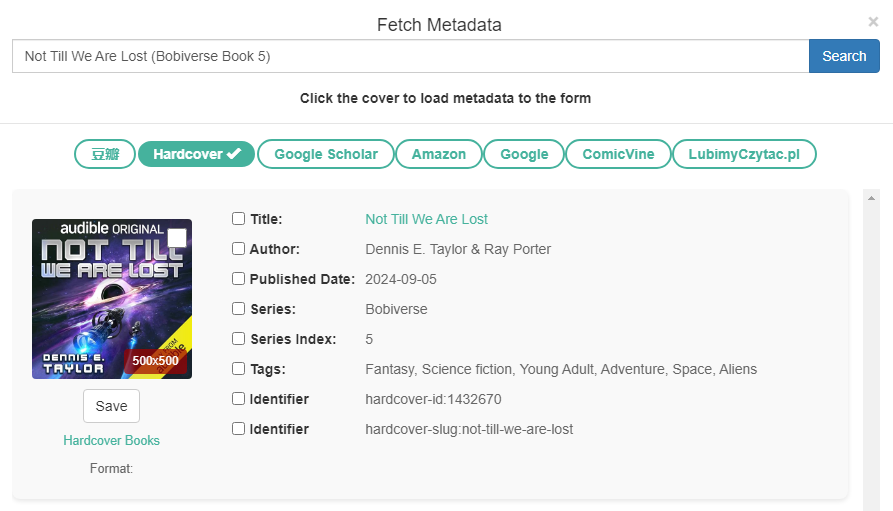 Fetch Metadata
×
Not Till We Are Lost (Bobiverse Book 5)
Search
Click the cover to load metadata to the form
豆瓣
Hardcover ✔
Google Scholar
Amazon
Google
ComicVine
LubimyCzytac.pl
audible ORIGINAL
NOT TILL
WE ARE LOST
DENNIS E.
TAYLOR
500x500
Save
Hardcover Books
Format:
Title: Not Till We Are Lost
Author: Dennis E. Taylor & Ray Porter
Published Date: 2024-09-05
Series: Bobiverse
Series Index: 5
Tags: Fantasy, Science fiction, Young Adult, Adventure, Space, Aliens
Identifier hardcover-id:1432670
Identifier hardcover-slug:not-till-we-are-lost